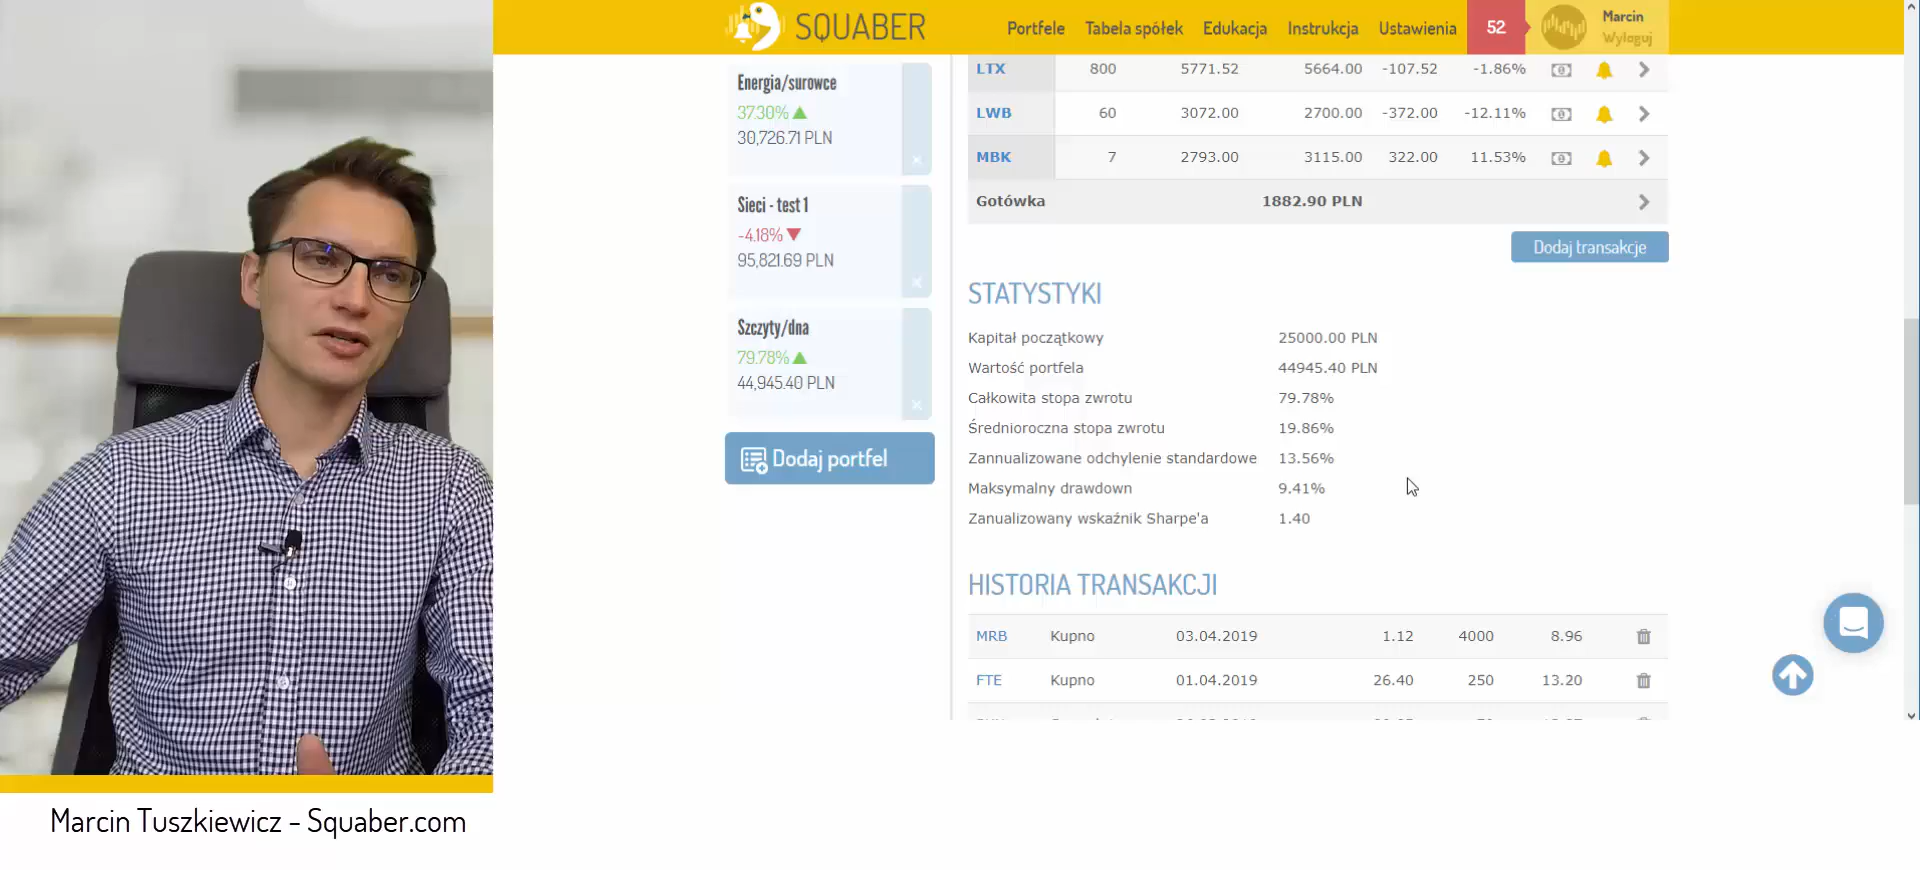 SQUABER
Portfele Tabela spółek Edukacja Instrukcja Ustawienia 52 Marcin
Wyloguj
Energia/surowce
37.30%
30,726.71 PLN
Sieci - test 1
-4.18%
95,821.69 PLN
Szczyty/dna
79.78%
44,945.40 PLN
Dodaj portfel
LTX 800 5771.52 5664.00 -107.52 -1.86%
LWB 60 3072.00 2700.00 -372.00 -12.11%
MBK 7 2793.00 3115.00 322.00 11.53%
Gotówka 1882.90 PLN
Dodaj transakcje
STATYSTYKI
Kapitał początkowy 25000.00 PLN
Wartość portfela 44945.40 PLN
Całkowita stopa zwrotu 79.78%
Średnioroczna stopa zwrotu 19.86%
Zannualizowane odchylenie standardowe 13.56%
Maksymalny drawdown 9.41%
Zanualizowany wskaźnik Sharpe'a 1.40
HISTORIA TRANSAKCJI
MRB Kupno 03.04.2019 1.12 4000 8.96
FTE Kupno 01.04.2019 26.40 250 13.20
Marcin Tuszkiewicz - Squaber.com